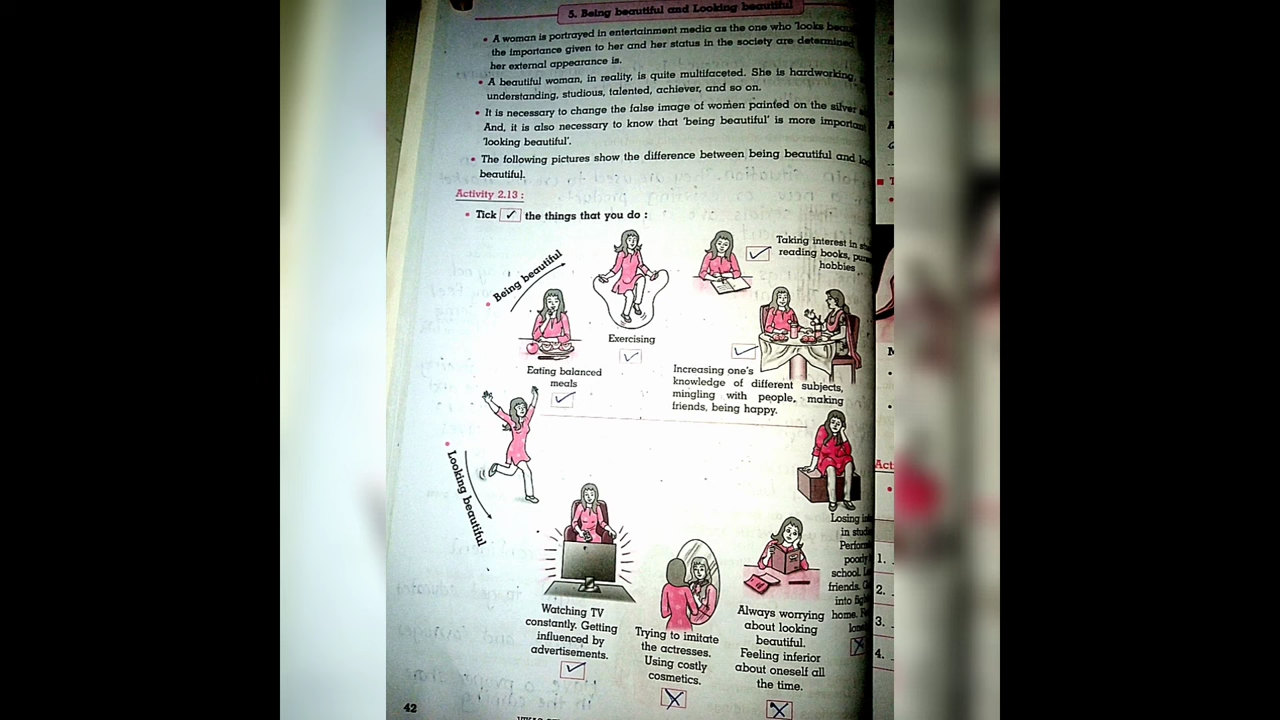 5. Being beautiful and Looking beautiful
• A woman is portrayed in entertainment media as the one who 'looks
the importance given to her and her status in the society are determined
her external appearance is.
• A beautiful woman, in reality, is quite multifaceted. She is hardworking,
understanding, studious, talented, achiever, and so on.
• It is necessary to change the false image of women painted on the silver
And, it is also necessary to know that 'being beautiful' is more
'looking beautiful'.
• The following pictures show the difference between being beautiful and
beautiful.
Activity 2.13 :
• Tick ✓ the things that you do :
• Being beautiful
Taking interest in
reading books,
hobbies
Exercising
Eating balanced
meals
Increasing one's
knowledge of different subjects,
mingling with people, making
friends, being happy.
• Looking beautiful
Watching TV
constantly. Getting
influenced by
advertisements.
Trying to imitate
the actresses.
Using costly
cosmetics.
Always worrying
about looking
beautiful.
Feeling inferior
about oneself all
the time.
Losing
in
poorly
school.
friends.
into
home.
1.
2.
3.
4.
42